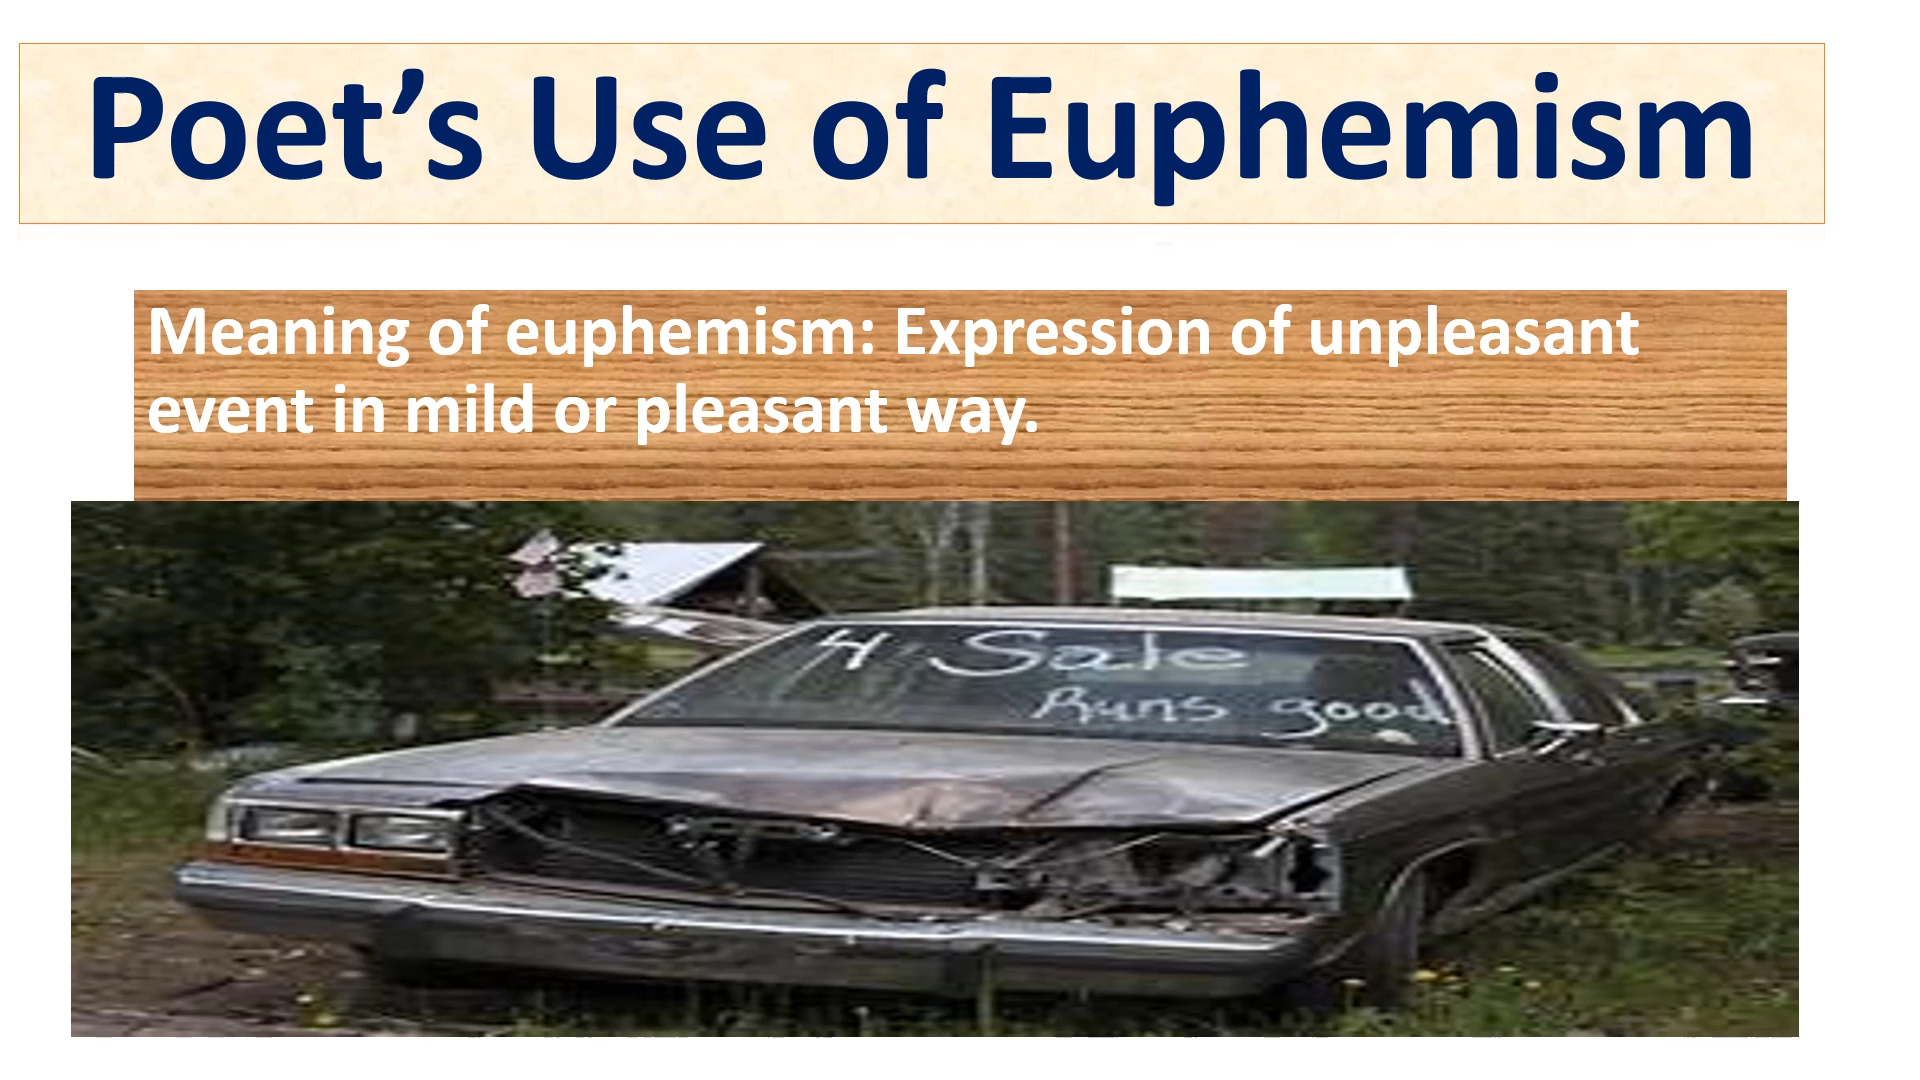 Poet’s Use of Euphemism
Meaning of euphemism: Expression of unpleasant
event in mild or pleasant way.
4 Sale
Runs good